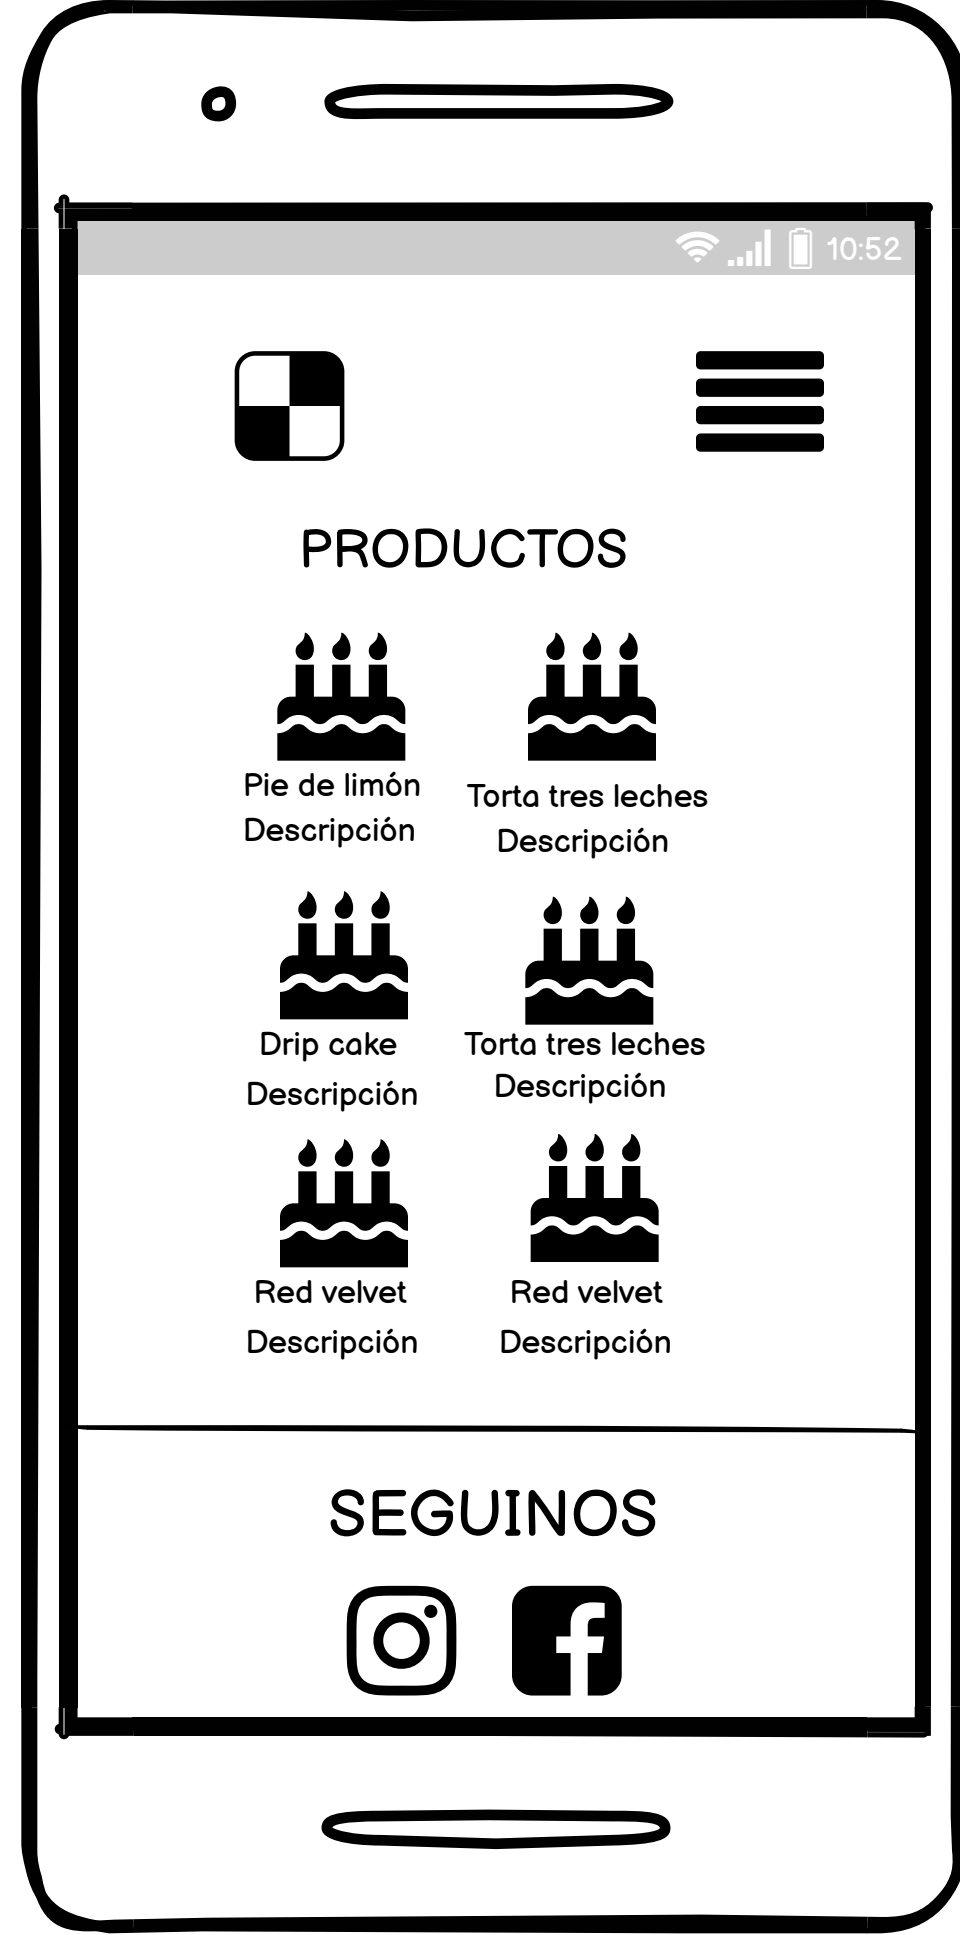 10:52
PRODUCTOS
Pie de limón
Descripción
Torta tres leches
Descripción
Drip cake
Descripción
Torta tres leches
Descripción
Red velvet
Descripción
Red velvet
Descripción
SEGUINOS